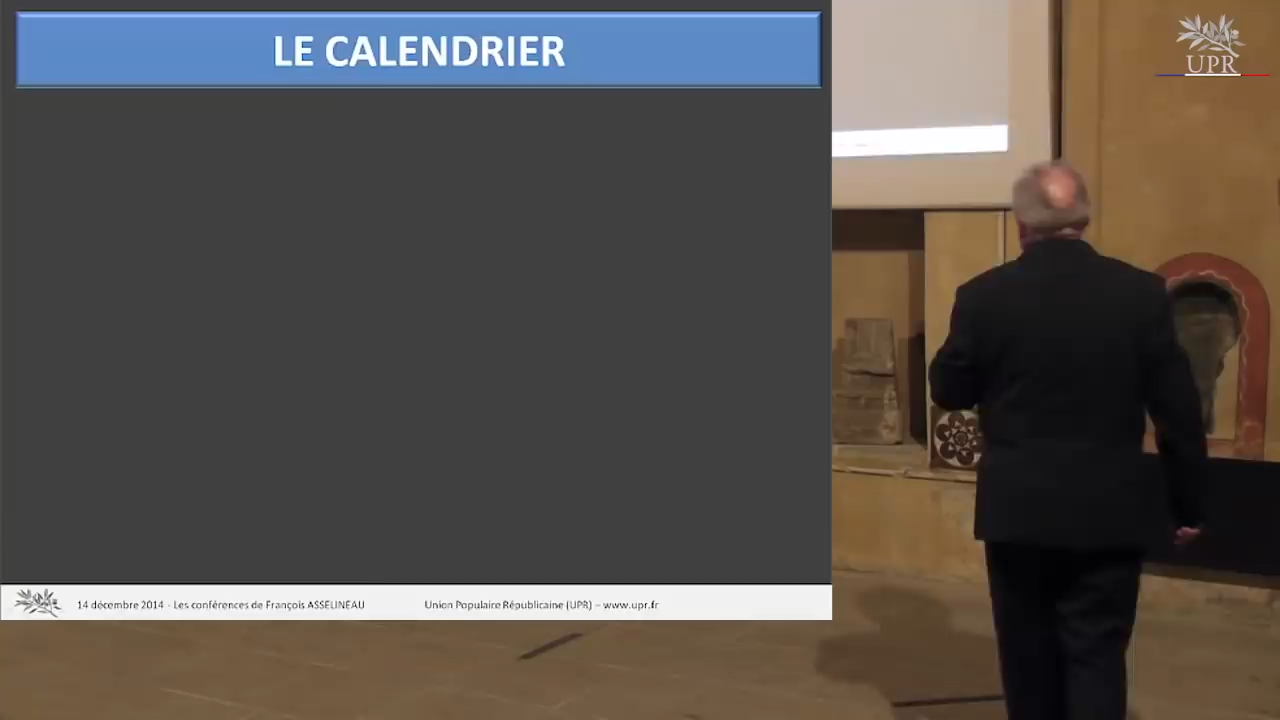 LE CALENDRIER
UPR
14 décembre 2014 - Les conférences de François ASSELINEAU
Union Populaire Républicaine (UPR) – www.upr.fr